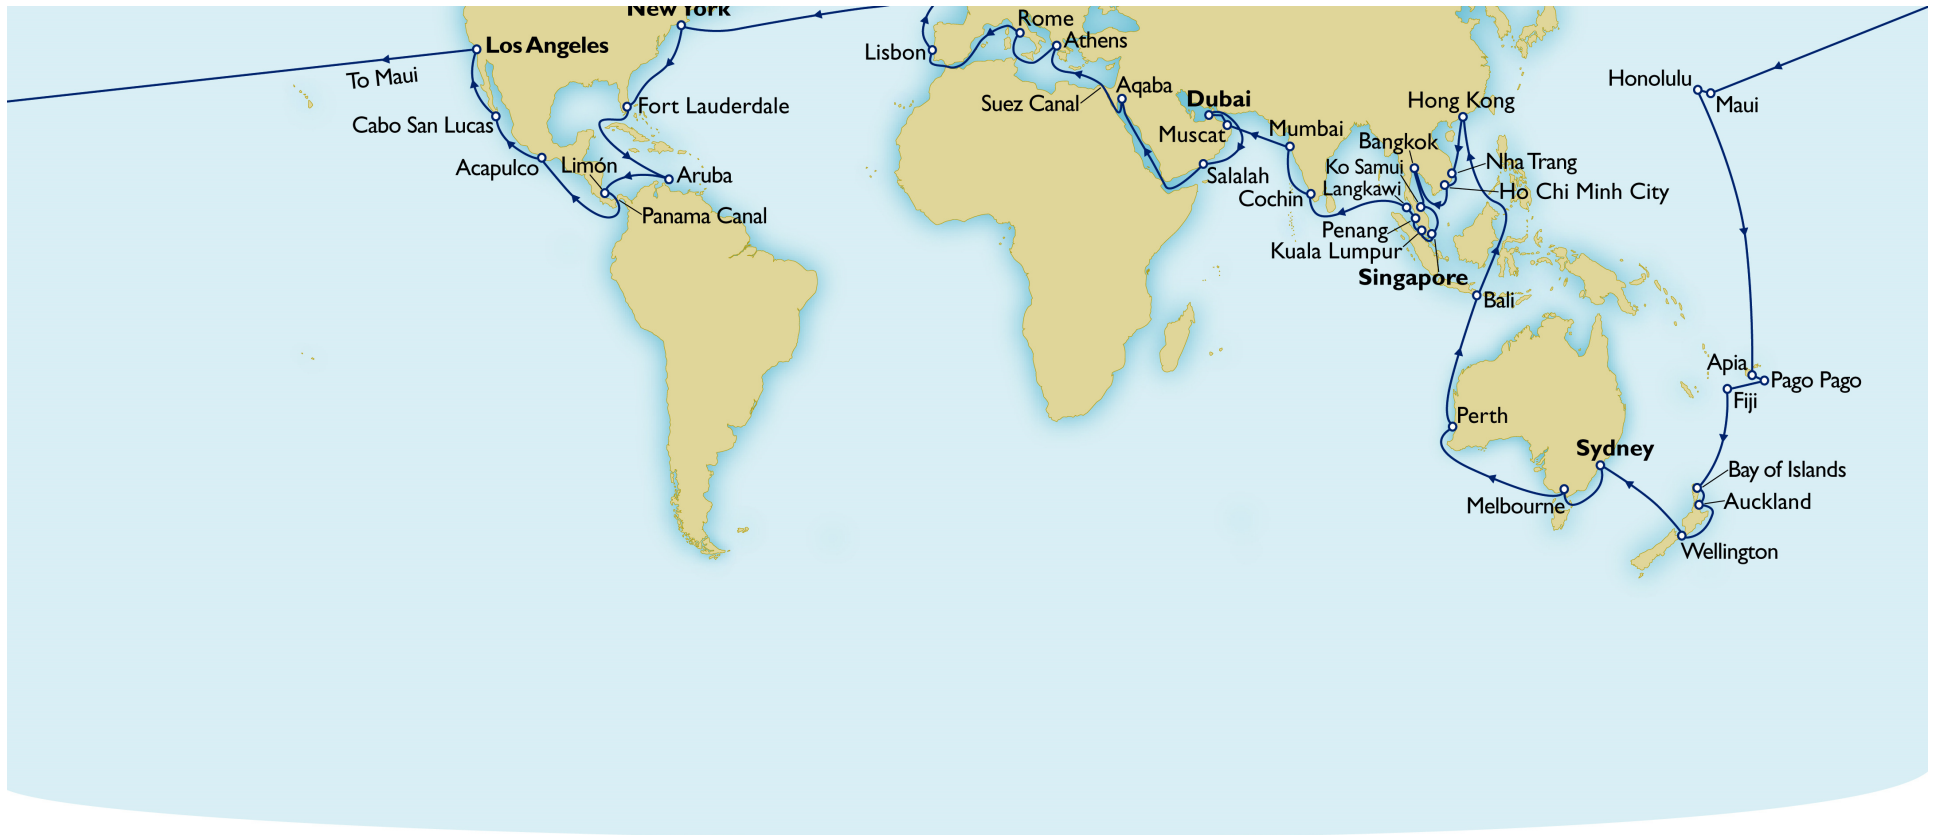 New York
Rome
Los Angeles
Athens
Lisbon
To Maui
Honolulu
Aqaba
Maui
Suez Canal
Dubai
Hong Kong
Fort Lauderdale
Cabo San Lucas
Muscat
Mumbai
Bangkok
Acapulco
Limón
Ko Samui
Nha Trang
Aruba
Salalah
Langkawi
Ho Chi Minh City
Cochin
Panama Canal
Penang
Kuala Lumpur
Singapore
Bali
Apia
Pago Pago
Fiji
Perth
Sydney
Bay of Islands
Melbourne
Auckland
Wellington